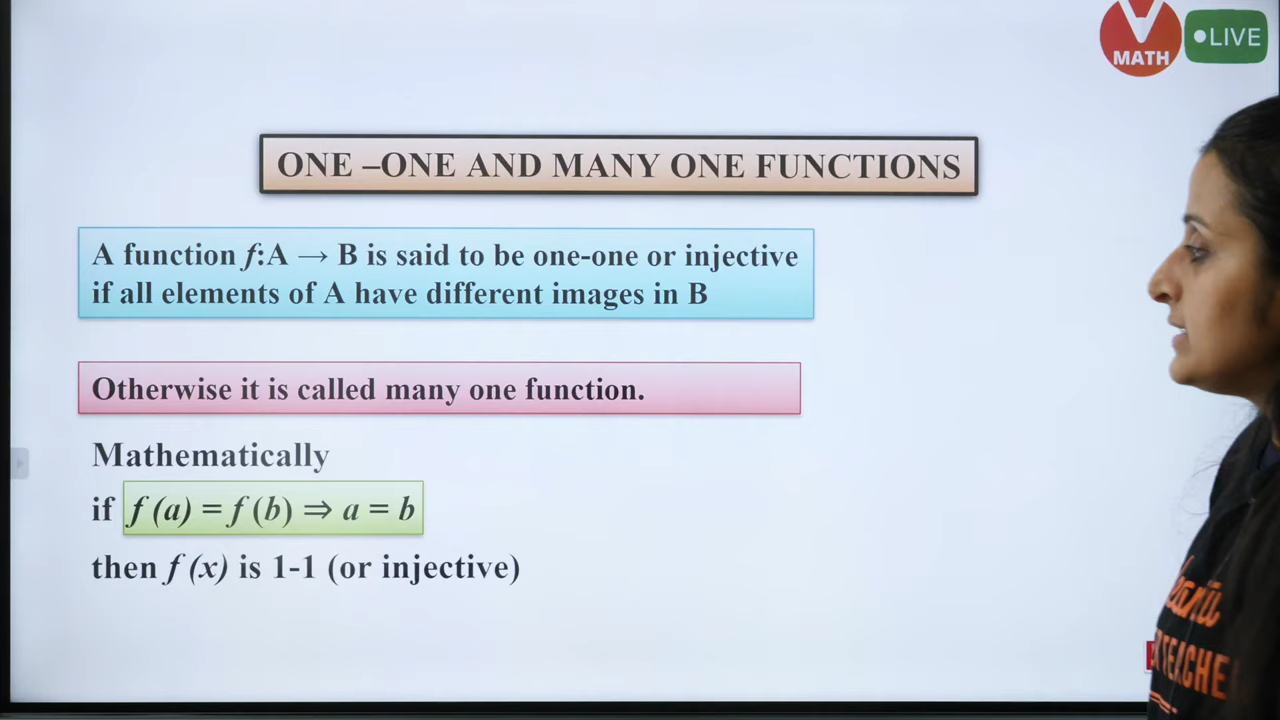 MATH
LIVE
ONE –ONE AND MANY ONE FUNCTIONS
A function f:A → B is said to be one-one or injective
if all elements of A have different images in B
Otherwise it is called many one function.
Mathematically
if f (a) = f (b) ⇒ a = b
then f (x) is 1-1 (or injective)